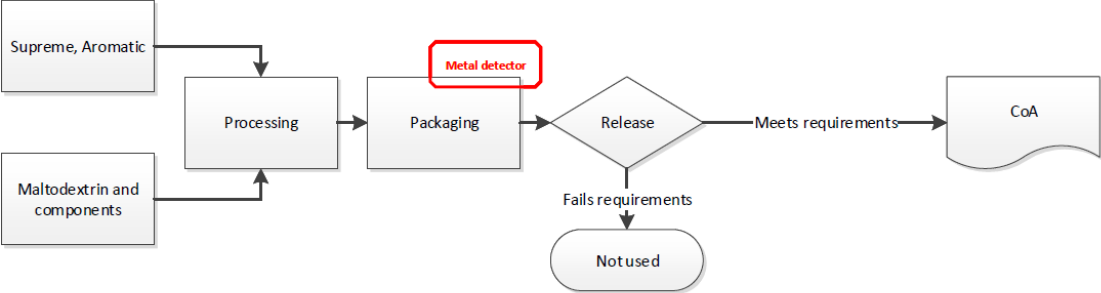 Supreme, Aromatic
Metal detector
Processing
Packaging
Release
Meets requirements
CoA
Maltodextrin and
components
Fails requirements
Not used